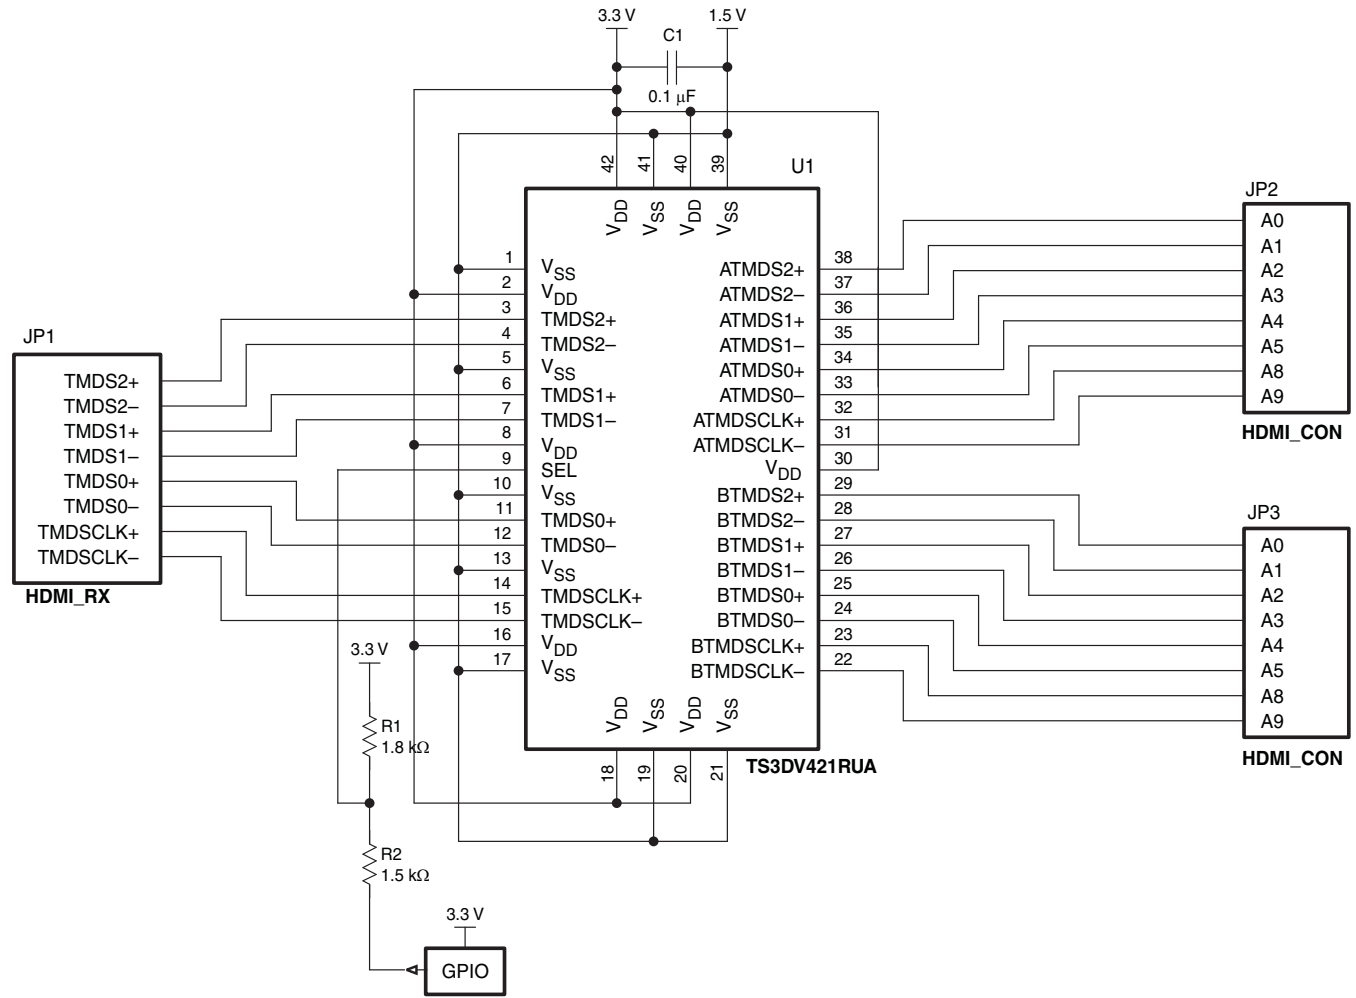 3.3 V
1.5 V
C1
0.1 μF
42
41
40
39
U1
VDD
VSS
VDD
VSS
1
VSS
2
VDD
3
TMDS2+
4
TMDS2–
5
VSS
6
TMDS1+
7
TMDS1–
8
VDD
9
SEL
10
VSS
11
TMDS0+
12
TMDS0–
13
VSS
14
TMDSCLK+
15
TMDSCLK–
16
VDD
17
VSS
ATMDS2+
38
ATMDS2–
37
ATMDS1+
36
ATMDS1–
35
ATMDS0+
34
ATMDS0–
33
ATMDSCLK+
32
ATMDSCLK–
31
VDD
30
BTMDS2+
29
BTMDS2–
28
BTMDS1+
27
BTMDS1–
26
BTMDS0+
25
BTMDS0–
24
BTMDSCLK+
23
BTMDSCLK–
22
VDD
VSS
VDD
VSS
18
19
20
21
TS3DV421RUA
JP1
TMDS2+
TMDS2–
TMDS1+
TMDS1–
TMDS0+
TMDS0–
TMDSCLK+
TMDSCLK–
HDMI_RX
JP2
A0
A1
A2
A3
A4
A5
A8
A9
HDMI_CON
JP3
A0
A1
A2
A3
A4
A5
A8
A9
HDMI_CON
3.3 V
R1
1.8 kΩ
R2
1.5 kΩ
3.3 V
GPIO